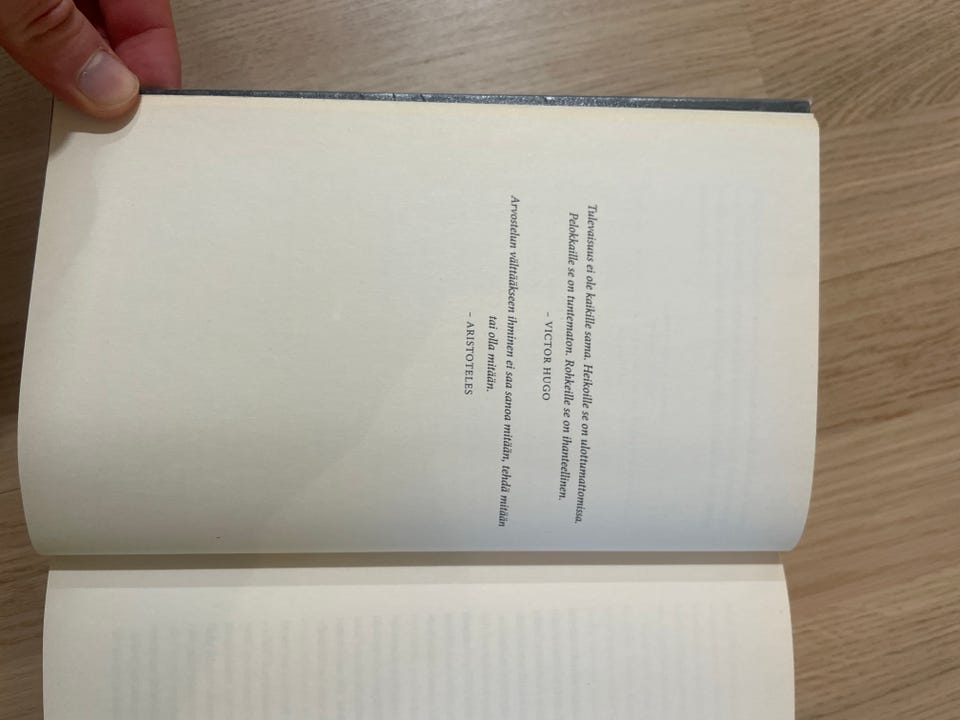 Tulevaisuus ei ole kaikille sama. Heikoille se on ulottumattomissa.
Pelokkaille se on tuntematon. Rohkeille se on ihanteellinen.
– VICTOR HUGO
Arvostelun välttääkseen ihminen ei saa sanoa mitään, tehdä mitään
tai olla mitään.
– ARISTOTELES